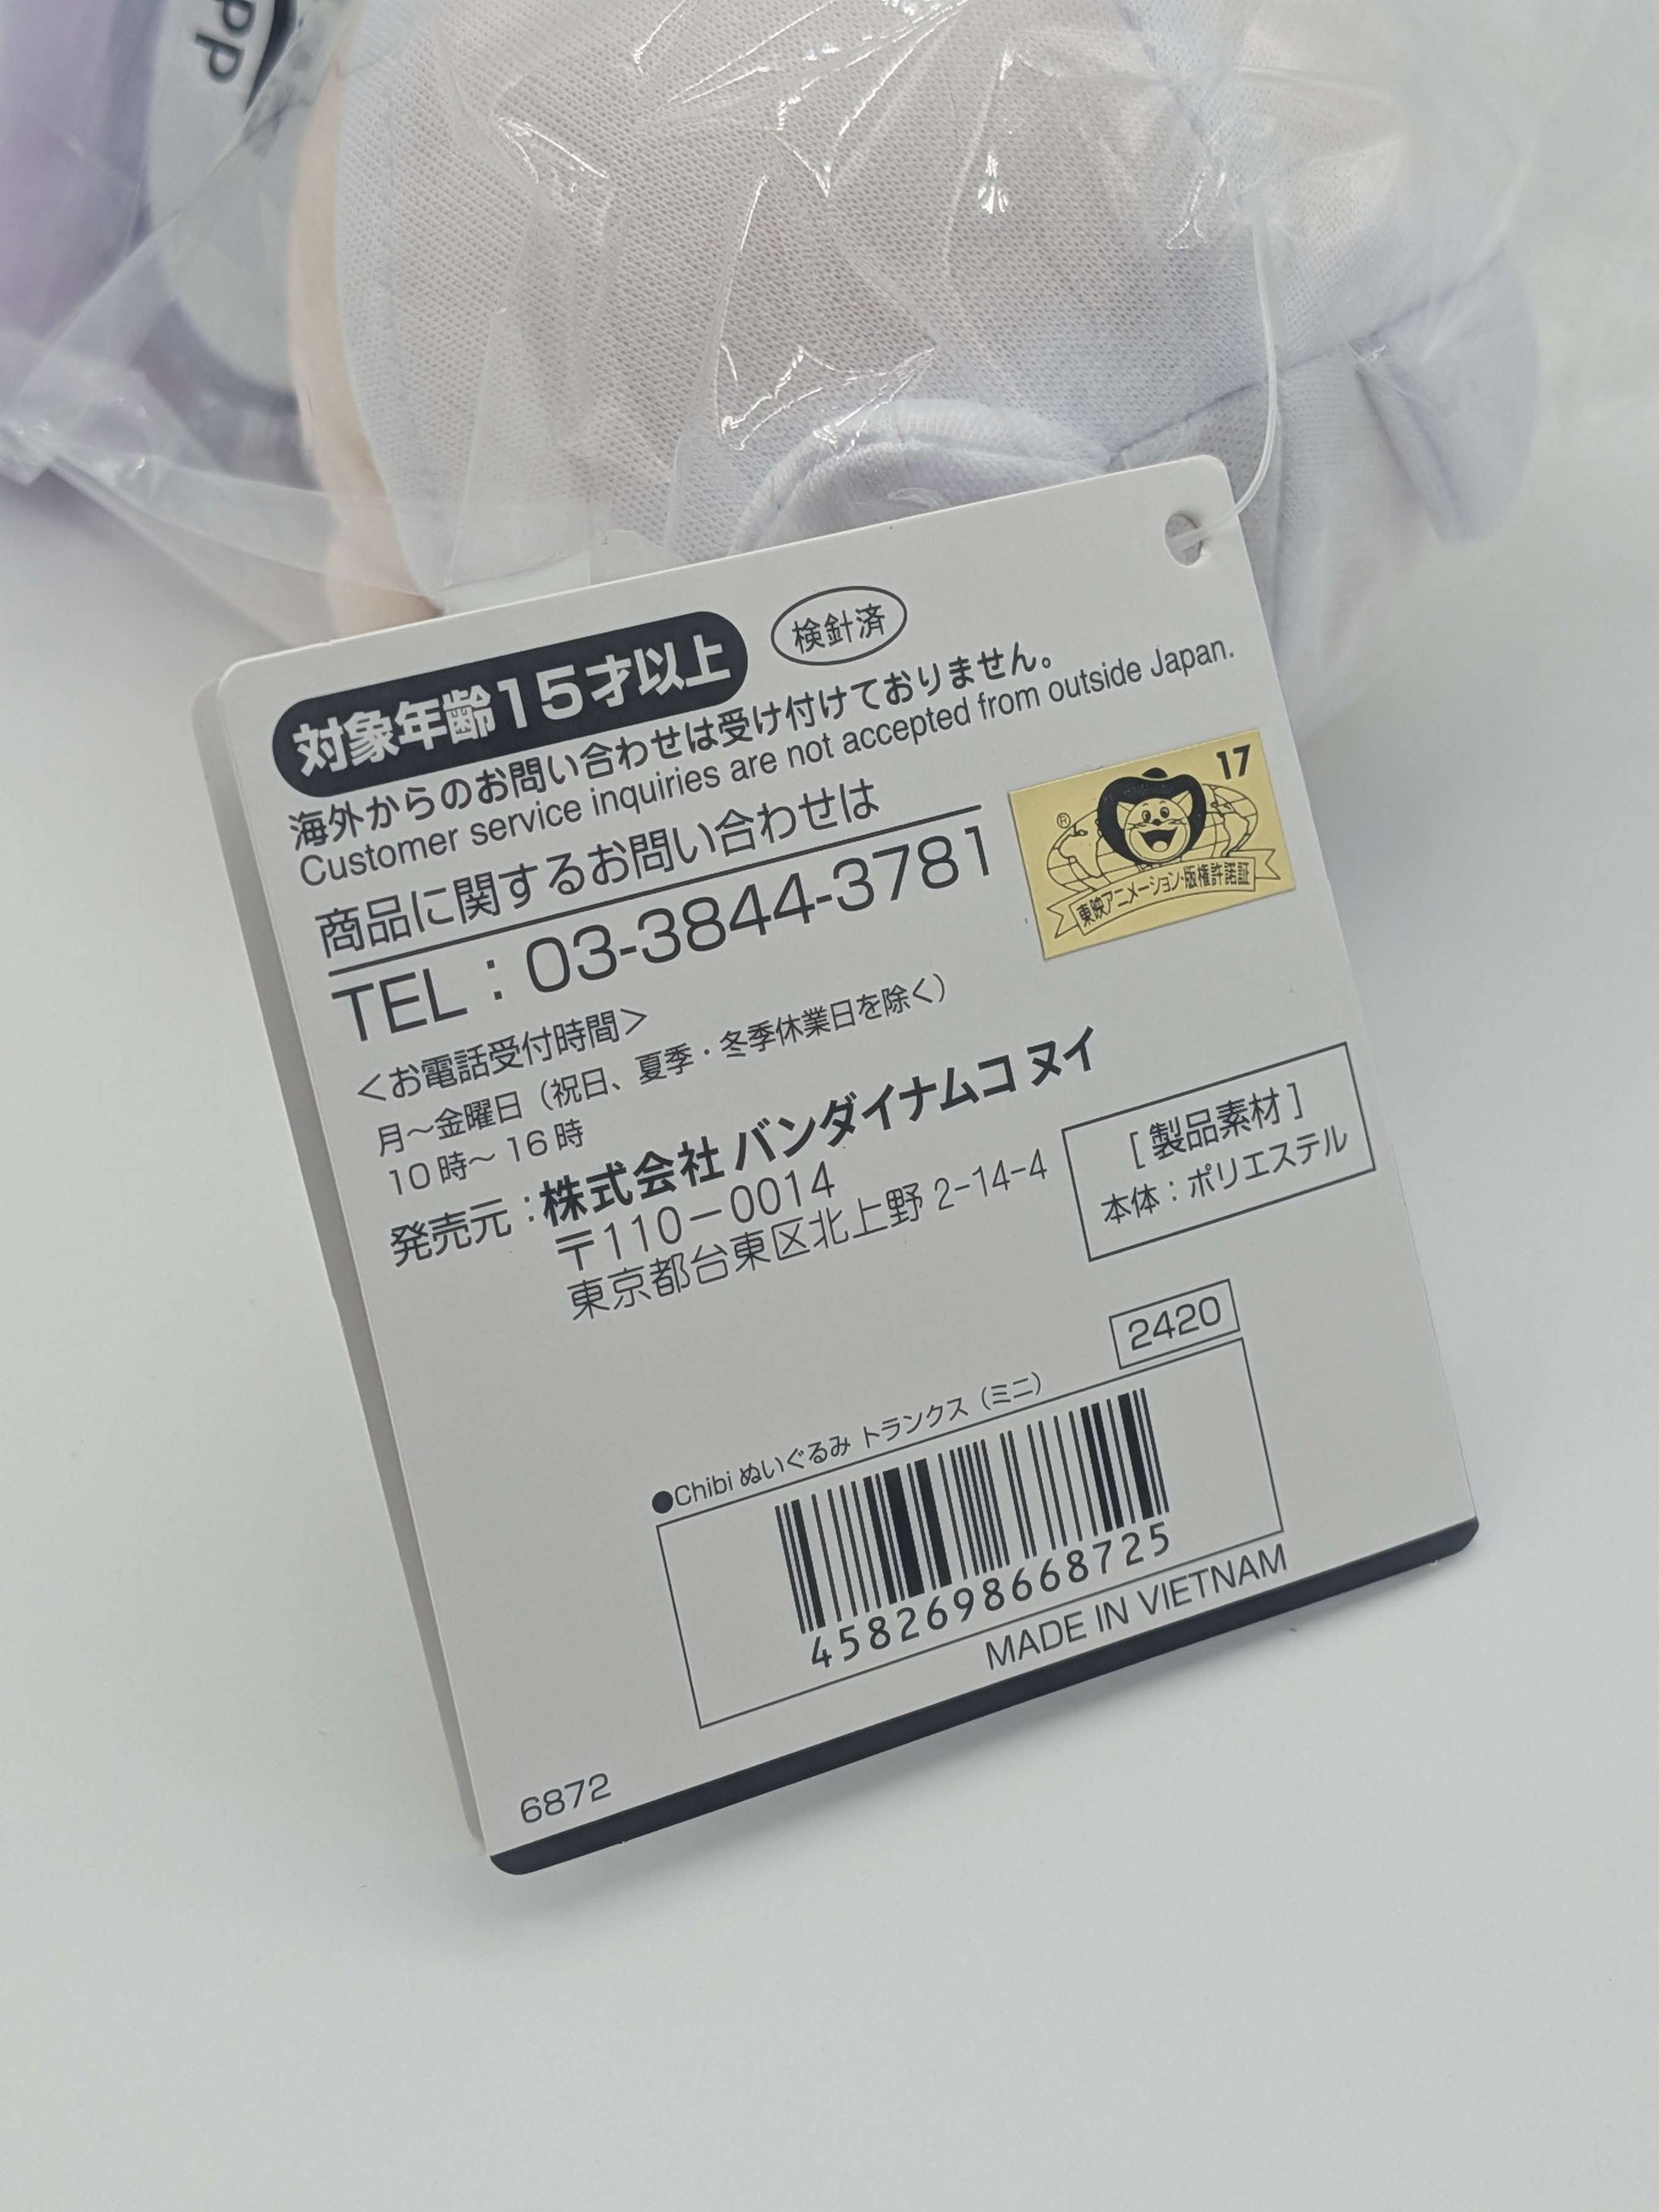 pp
対象年齢15才以上
検針済
海外からのお問い合わせは受け付けておりません。
Customer service inquiries are not accepted from outside Japan.
商品に関するお問い合わせは
TEL：03-3844-3781
17
®
東映アニメーション・版権許諾証
＜お電話受付時間＞
月～金曜日（祝日、夏季・冬季休業日を除く）
10時～16時
発売元：株式会社 バンダイナムコ ヌイ
〒110－0014
東京都台東区北上野 2-14-4
［製品素材］
本体：ポリエステル
2420
●Chibi ぬいぐるみ トランクス（ミニ）
4582698668725
MADE IN VIETNAM
6872